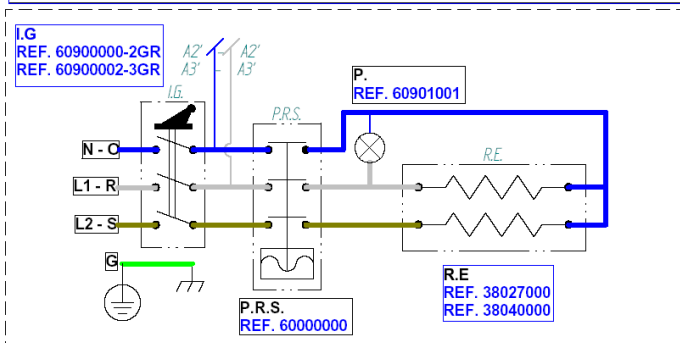 I.G
REF. 60900000-2GR
REF. 60900002-3GR
A2' - A2'
A3' - A3'
P.
REF. 60901001
I.G.
P.R.S.
R.E.
N - O
L1 - R
L2 - S
G
P.R.S.
REF. 60000000
R.E
REF. 38027000
REF. 38040000